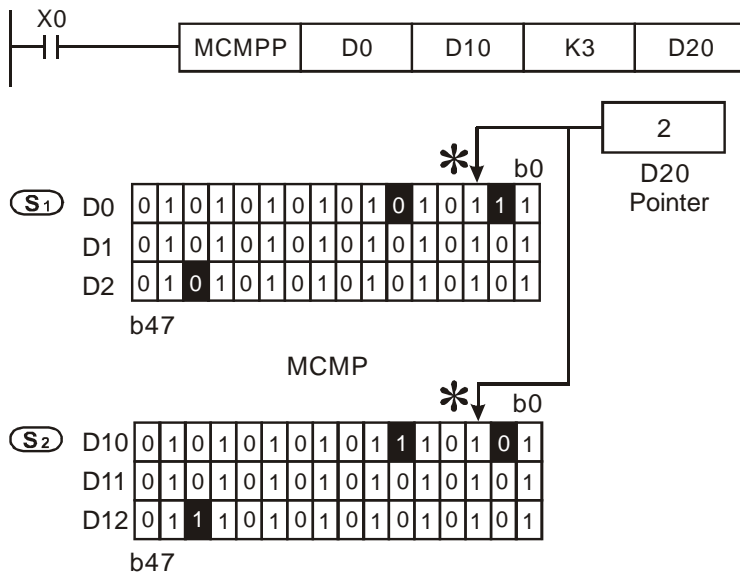 X0
MCMPP D0 D10 K3 D20
2
D20
Pointer
* b0
S1 D0 0 1 0 1 0 1 0 1 0 1 0 1 0 1 1 1
D1 0 1 0 1 0 1 0 1 0 1 0 1 0 1 0 1
D2 0 1 0 1 0 1 0 1 0 1 0 1 0 1 0 1
b47
MCMP
* b0
S2 D10 0 1 0 1 0 1 0 1 0 1 1 1 0 1 0 1
D11 0 1 0 1 0 1 0 1 0 1 0 1 0 1 0 1
D12 0 1 1 1 0 1 0 1 0 1 0 1 0 1 0 1
b47